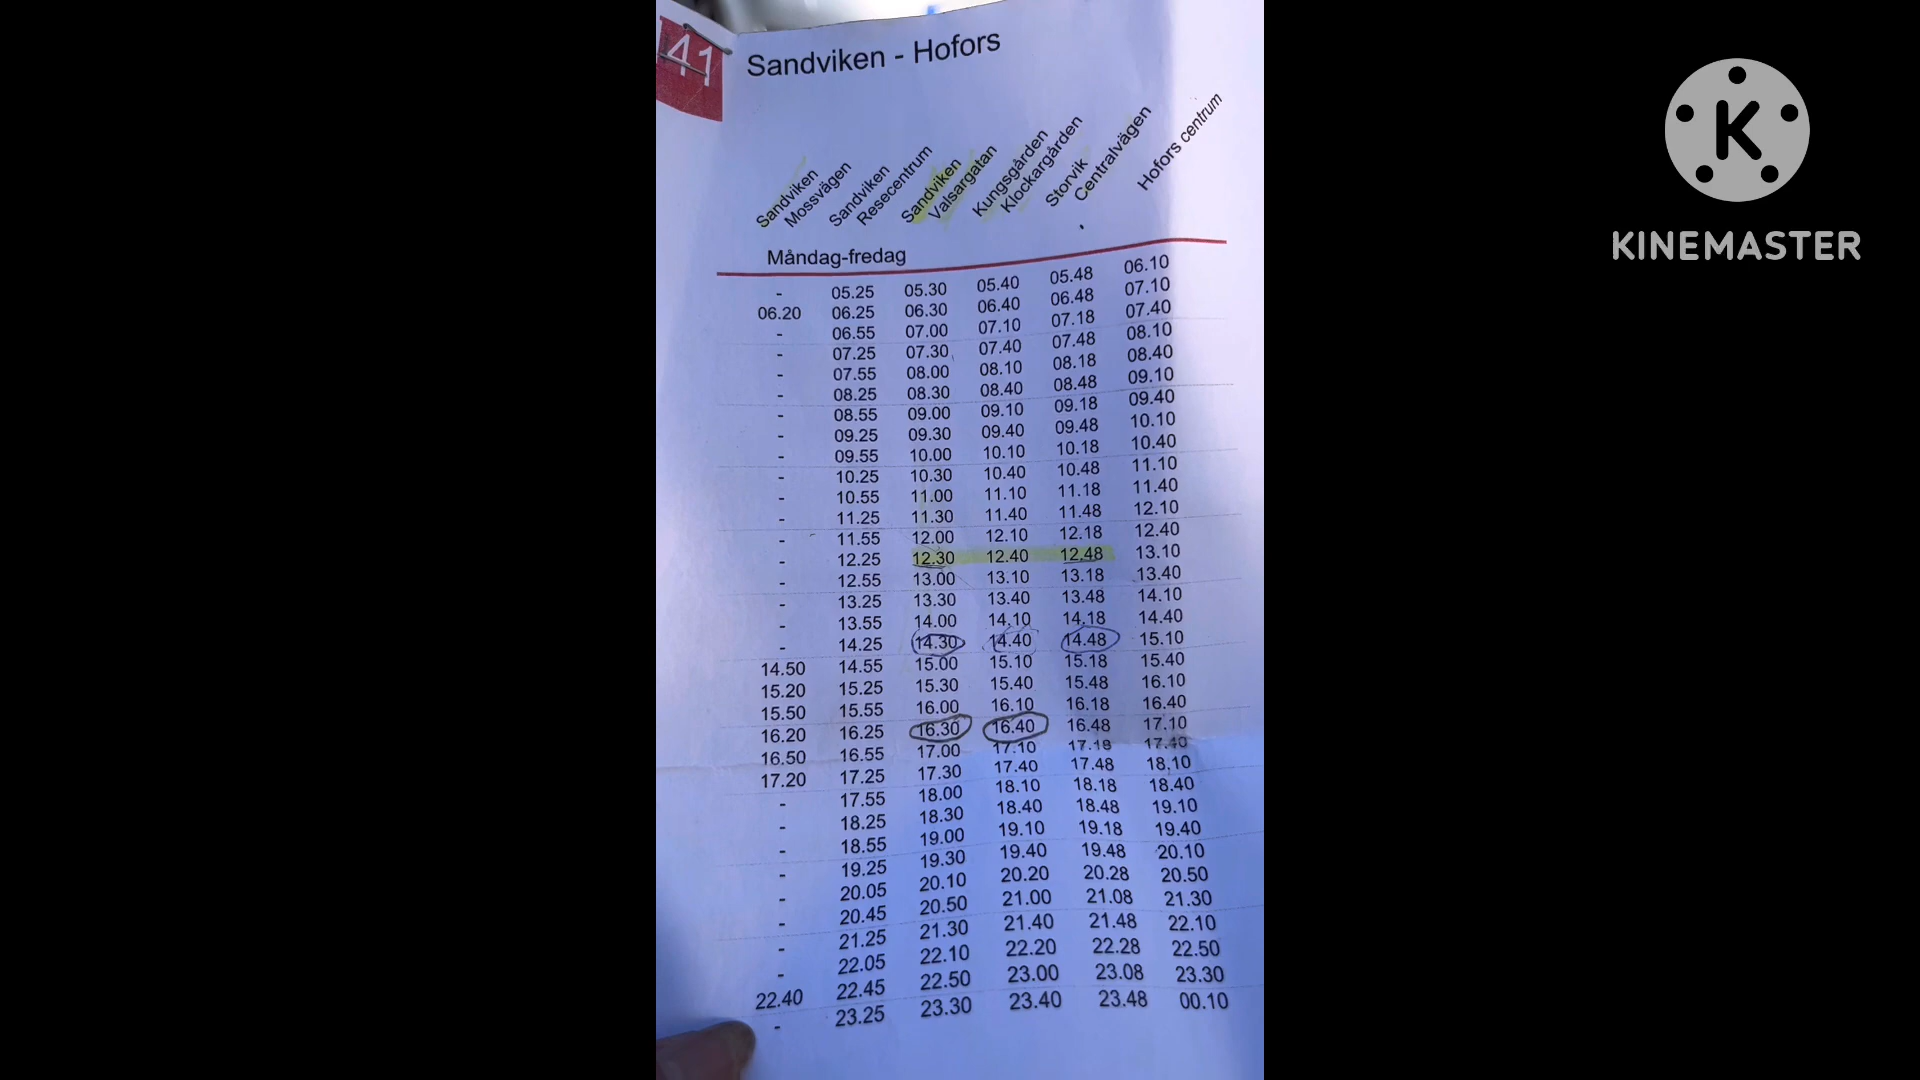 41
Sandviken - Hofors
Sandviken Mossvägen
Sandviken Resecentrum
Sandviken Valsargatan
Kungsgården Klockargården
Storvik Centralvägen
Hofors centrum
Måndag-fredag
- 05.25 05.30 05.40 05.48 06.10
06.20 06.25 06.30 06.40 06.48 07.10
- 06.55 07.00 07.10 07.18 07.40
- 07.25 07.30 07.40 07.48 08.10
- 07.55 08.00 08.10 08.18 08.40
- 08.25 08.30 08.40 08.48 09.10
- 08.55 09.00 09.10 09.18 09.40
- 09.25 09.30 09.40 09.48 10.10
- 09.55 10.00 10.10 10.18 10.40
- 10.25 10.30 10.40 10.48 11.10
- 10.55 11.00 11.10 11.18 11.40
- 11.25 11.30 11.40 11.48 12.10
- 11.55 12.00 12.10 12.18 12.40
- 12.25 12.30 12.40 12.48 13.10
- 12.55 13.00 13.10 13.18 13.40
- 13.25 13.30 13.40 13.48 14.10
- 13.55 14.00 14.10 14.18 14.40
- 14.25 14.30 14.40 14.48 15.10
14.50 14.55 15.00 15.10 15.18 15.40
15.20 15.25 15.30 15.40 15.48 16.10
15.50 15.55 16.00 16.10 16.18 16.40
16.20 16.25 16.30 16.40 16.48 17.10
16.50 16.55 17.00 17.10 17.18 17.40
17.20 17.25 17.30 17.40 17.48 18.10
- 17.55 18.00 18.10 18.18 18.40
- 18.25 18.30 18.40 18.48 19.10
- 18.55 19.00 19.10 19.18 19.40
- 19.25 19.30 19.40 19.48 20.10
- 20.05 20.10 20.20 20.28 20.50
- 20.45 20.50 21.00 21.08 21.30
- 21.25 21.30 21.40 21.48 22.10
- 22.05 22.10 22.20 22.28 22.50
22.40 22.45 22.50 23.00 23.08 23.30
- 23.25 23.30 23.40 23.48 00.10
K
KINEMASTER